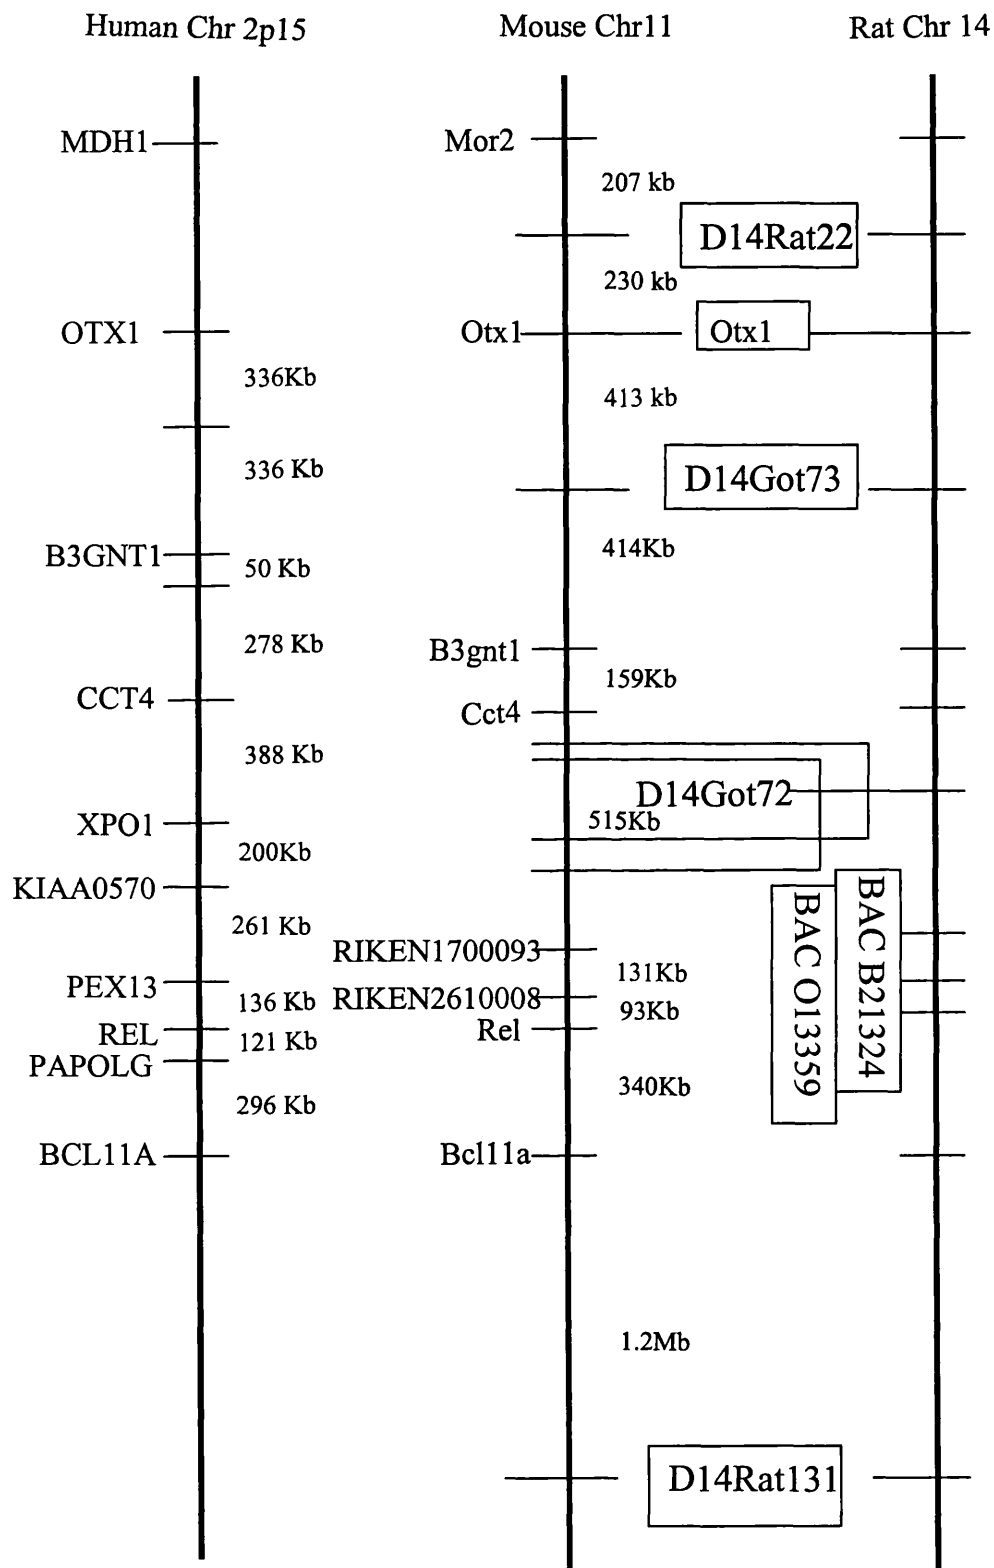 Human Chr 2p15
Mouse Chr11
Rat Chr 14
MDH1
Mor2
207 kb
D14Rat22
230 kb
OTX1
Otx1
Otx1
336Kb
413 kb
336 Kb
D14Got73
B3GNT1
50 Kb
414Kb
278 Kb
B3gnt1
159Kb
CCT4
Cct4
388 Kb
D14Got72
XPO1
515Kb
200Kb
KIAA0570
261 Kb
BAC O13359
BAC B21324
RIKEN1700093
131Kb
PEX13
136 Kb
RIKEN2610008
93Kb
REL
121 Kb
Rel
PAPOLG
296 Kb
340Kb
BCL11A
Bcl11a
1.2Mb
D14Rat131